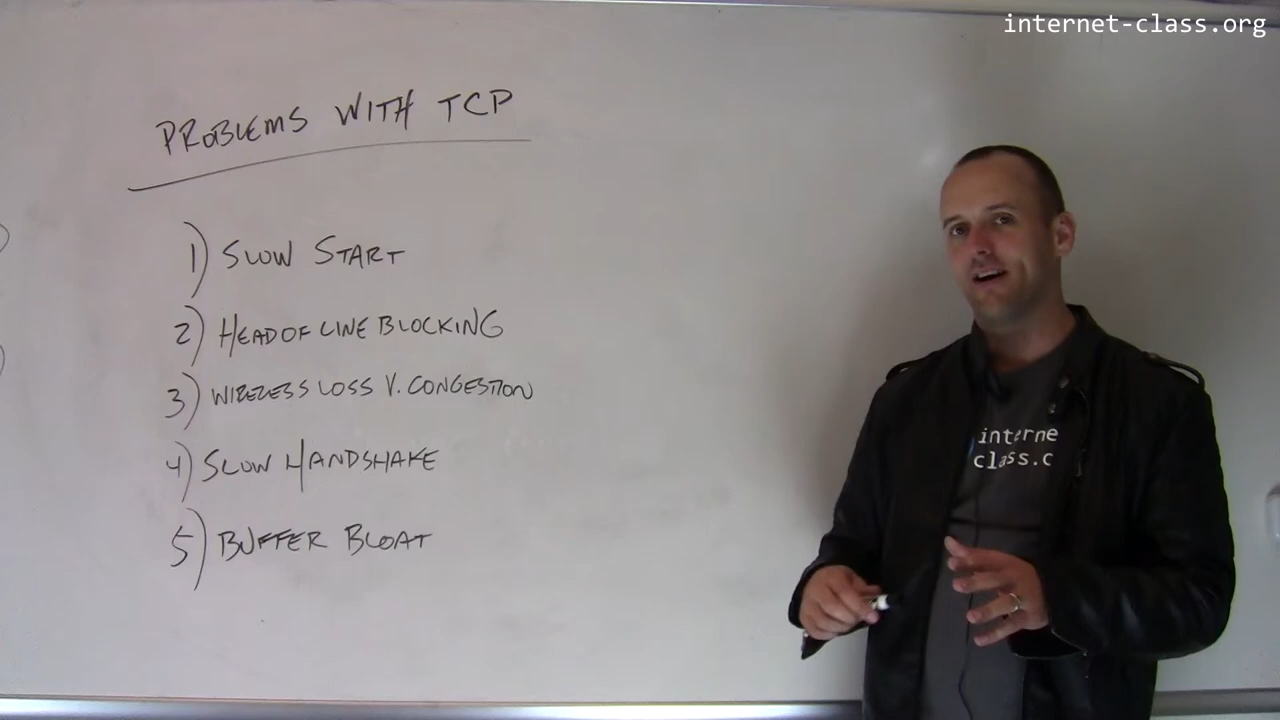 internet-class.org
PROBLEMS WITH TCP
1) SLOW START
2) HEAD OF LINE BLOCKING
3) WIRELESS LOSS V. CONGESTION
4) SLOW HANDSHAKE
5) BUFFER BLOAT
interne
class.c